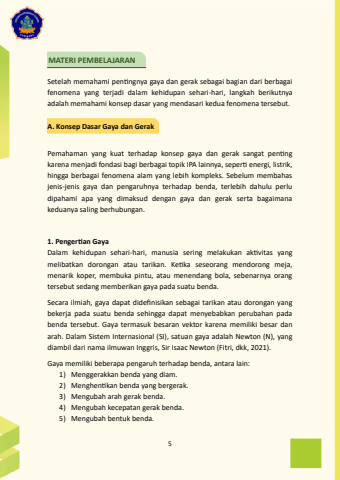 MATERI PEMBELAJARAN
Setelah memahami pentingnya gaya dan gerak sebagai bagian dari berbagai
fenomena yang terjadi dalam kehidupan sehari-hari, langkah berikutnya
adalah memahami konsep dasar yang mendasari kedua fenomena tersebut.
A. Konsep Dasar Gaya dan Gerak
Pemahaman yang kuat terhadap konsep gaya dan gerak sangat penting
karena menjadi fondasi bagi berbagai topik IPA lainnya, seperti energi, listrik,
hingga berbagai fenomena alam yang lebih kompleks. Sebelum membahas
jenis-jenis gaya dan pengaruhnya terhadap benda, terlebih dahulu perlu
dipahami apa yang dimaksud dengan gaya dan gerak serta bagaimana
keduanya saling berhubungan.
1. Pengertian Gaya
Dalam kehidupan sehari-hari, manusia sering melakukan aktivitas yang
melibatkan dorongan atau tarikan. Ketika seseorang mendorong meja,
menarik koper, membuka pintu, atau menendang bola, sebenarnya orang
tersebut sedang memberikan gaya pada suatu benda.
Secara ilmiah, gaya dapat didefinisikan sebagai tarikan atau dorongan yang
bekerja pada suatu benda sehingga dapat menyebabkan perubahan pada
benda tersebut. Gaya termasuk besaran vektor karena memiliki besar dan
arah. Dalam Sistem Internasional (SI), satuan gaya adalah Newton (N), yang
diambil dari nama ilmuwan Inggris, Sir Isaac Newton (Fitri, dkk, 2021).
Gaya memiliki beberapa pengaruh terhadap benda, antara lain:
1) Menggerakkan benda yang diam.
2) Menghentikan benda yang bergerak.
3) Mengubah arah gerak benda.
4) Mengubah kecepatan gerak benda.
5) Mengubah bentuk benda.
5